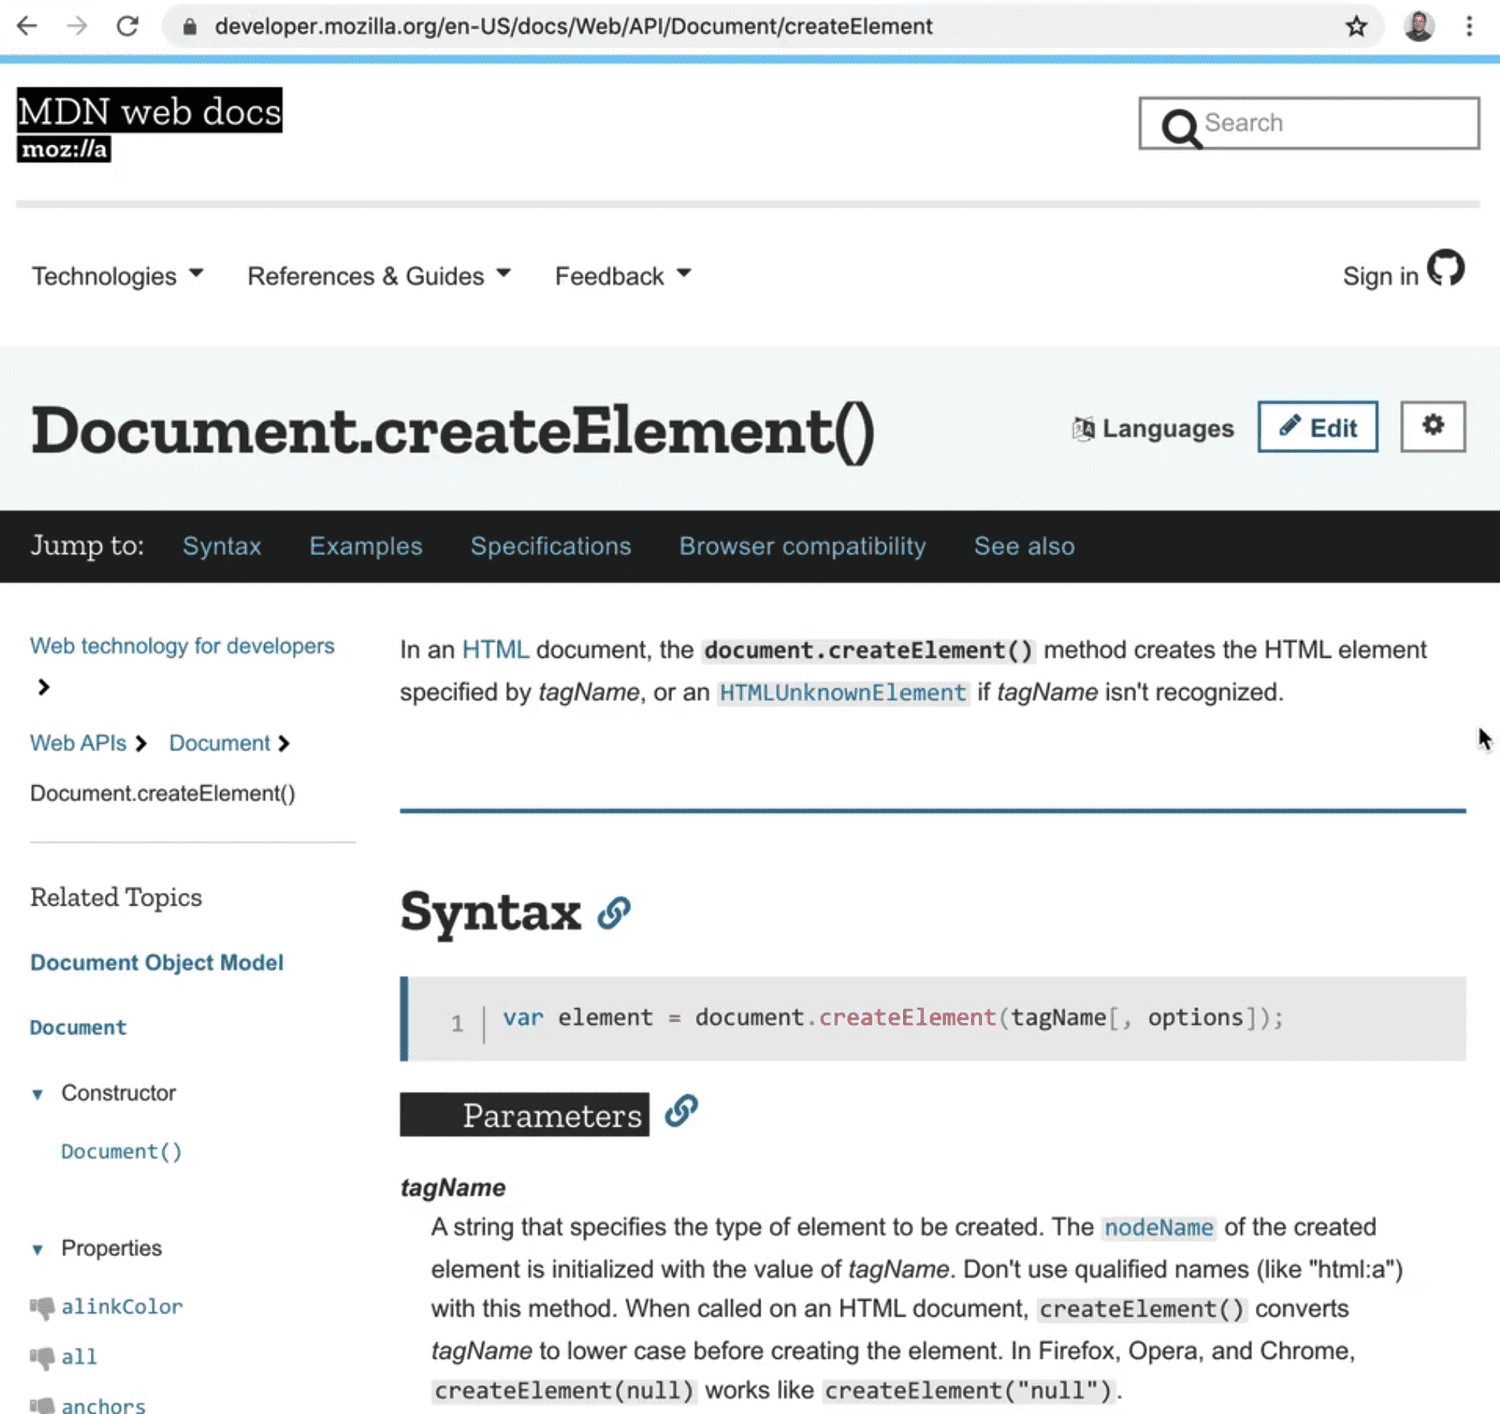 developer.mozilla.org/en-US/docs/Web/API/Document/createElement
MDN web docs
moz://a
Search
Technologies References & Guides Feedback Sign in
Document.createElement()
Languages Edit
Jump to: Syntax Examples Specifications Browser compatibility See also
Web technology for developers
Web APIs Document
Document.createElement()
Related Topics
Document Object Model
Document
Constructor
Document()
Properties
alinkColor
all
anchors
In an HTML document, the document.createElement() method creates the HTML element
specified by tagName, or an HTMLUnknownElement if tagName isn't recognized.
Syntax
1 var element = document.createElement(tagName[, options]);
Parameters
tagName
A string that specifies the type of element to be created. The nodeName of the created
element is initialized with the value of tagName. Don't use qualified names (like "html:a")
with this method. When called on an HTML document, createElement() converts
tagName to lower case before creating the element. In Firefox, Opera, and Chrome,
createElement(null) works like createElement("null").